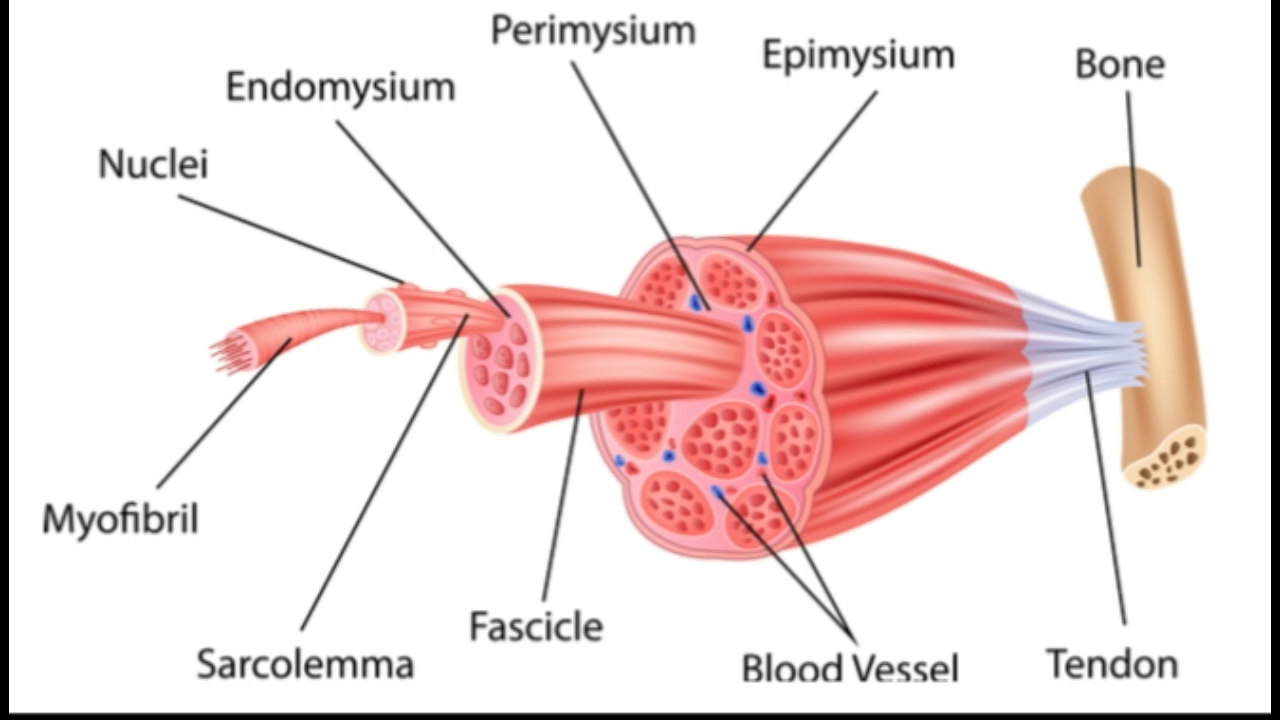 Perimysium
Epimysium
Bone
Endomysium
Nuclei
Myofibril
Fascicle
Sarcolemma
Blood Vessel
Tendon